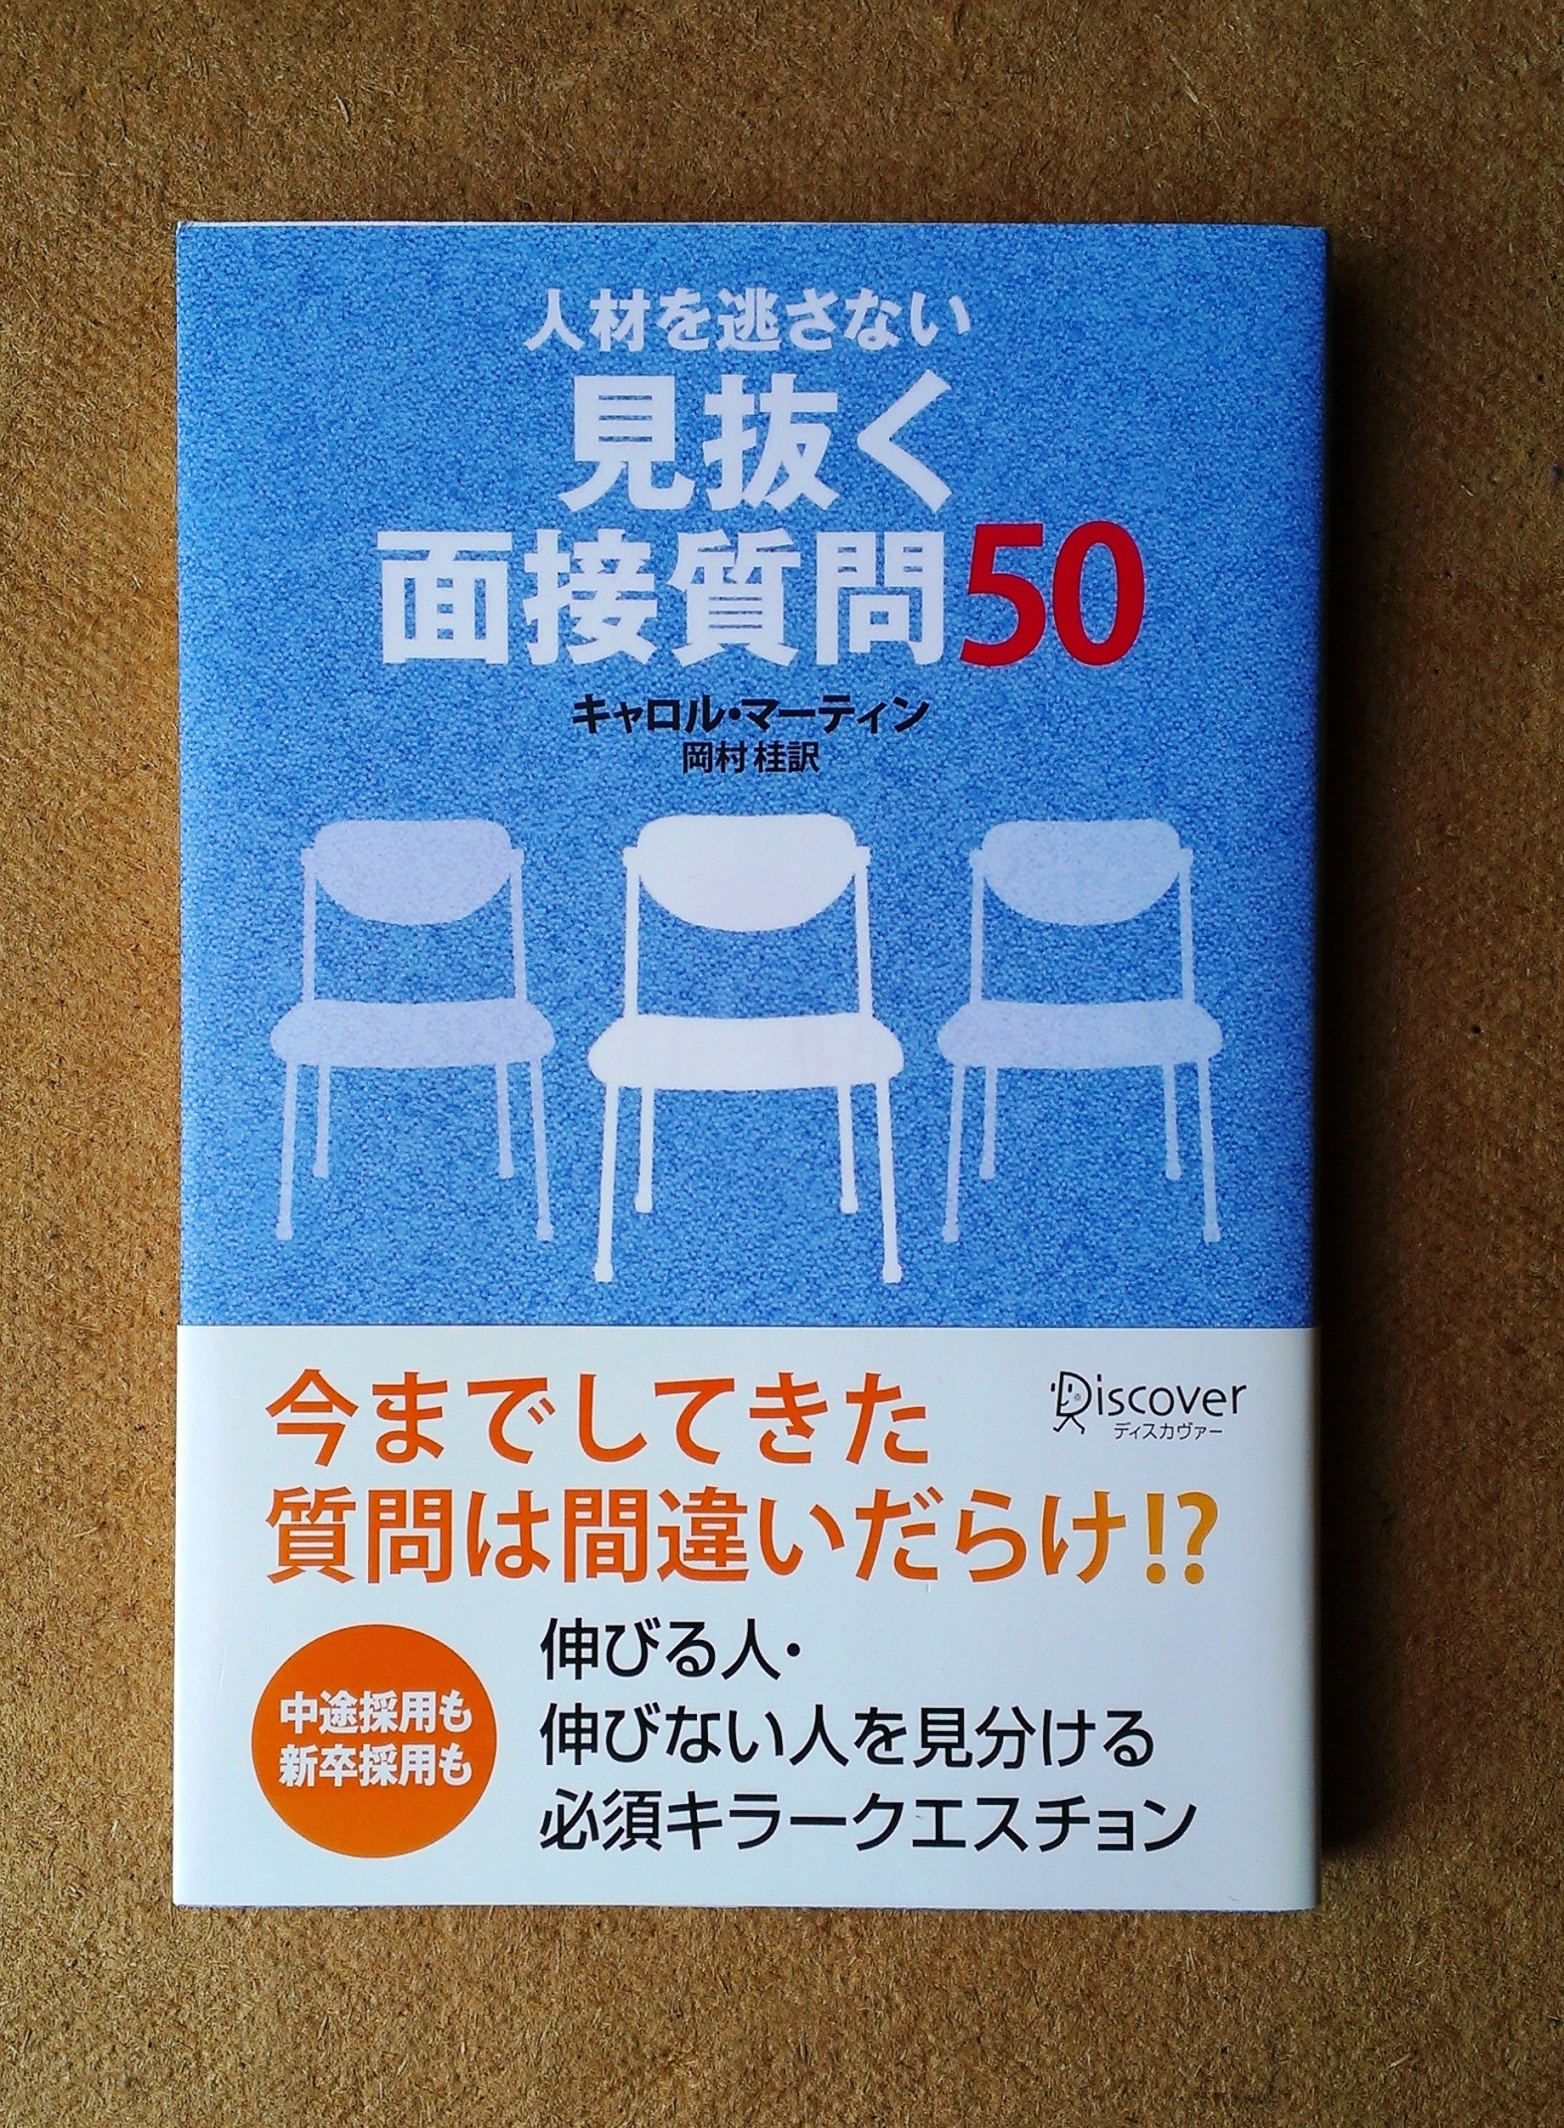 人材を逃さない
見抜く
面接質問50
キャロル・マーティン
岡村 桂訳
今までしてきた
質問は間違いだらけ!?
Discover
ディスカヴァー
中途採用も
新卒採用も
伸びる人・
伸びない人を見分ける
必須キラークエスチョン